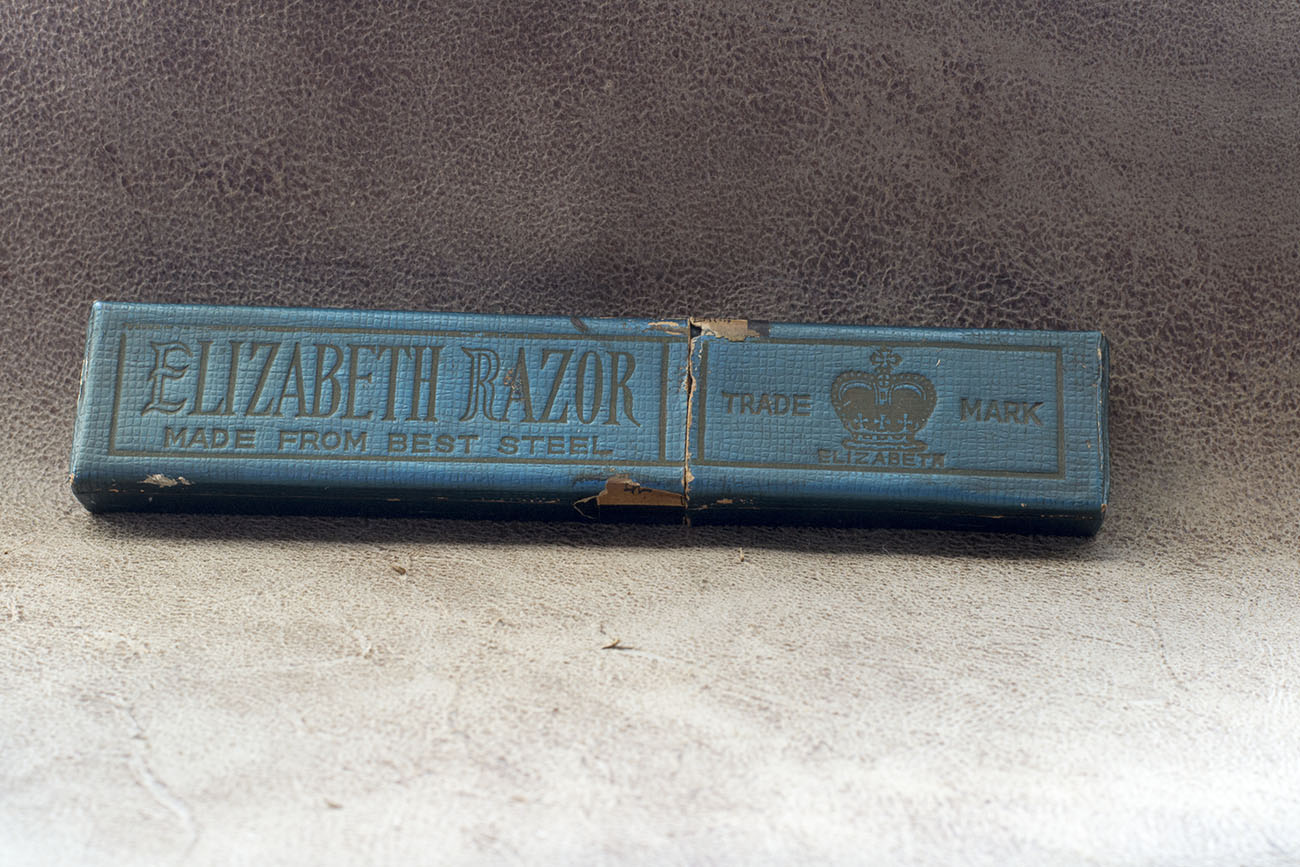 ELIZABETH RAZOR
MADE FROM BEST STEEL
TRADE MARK
ELIZABETH